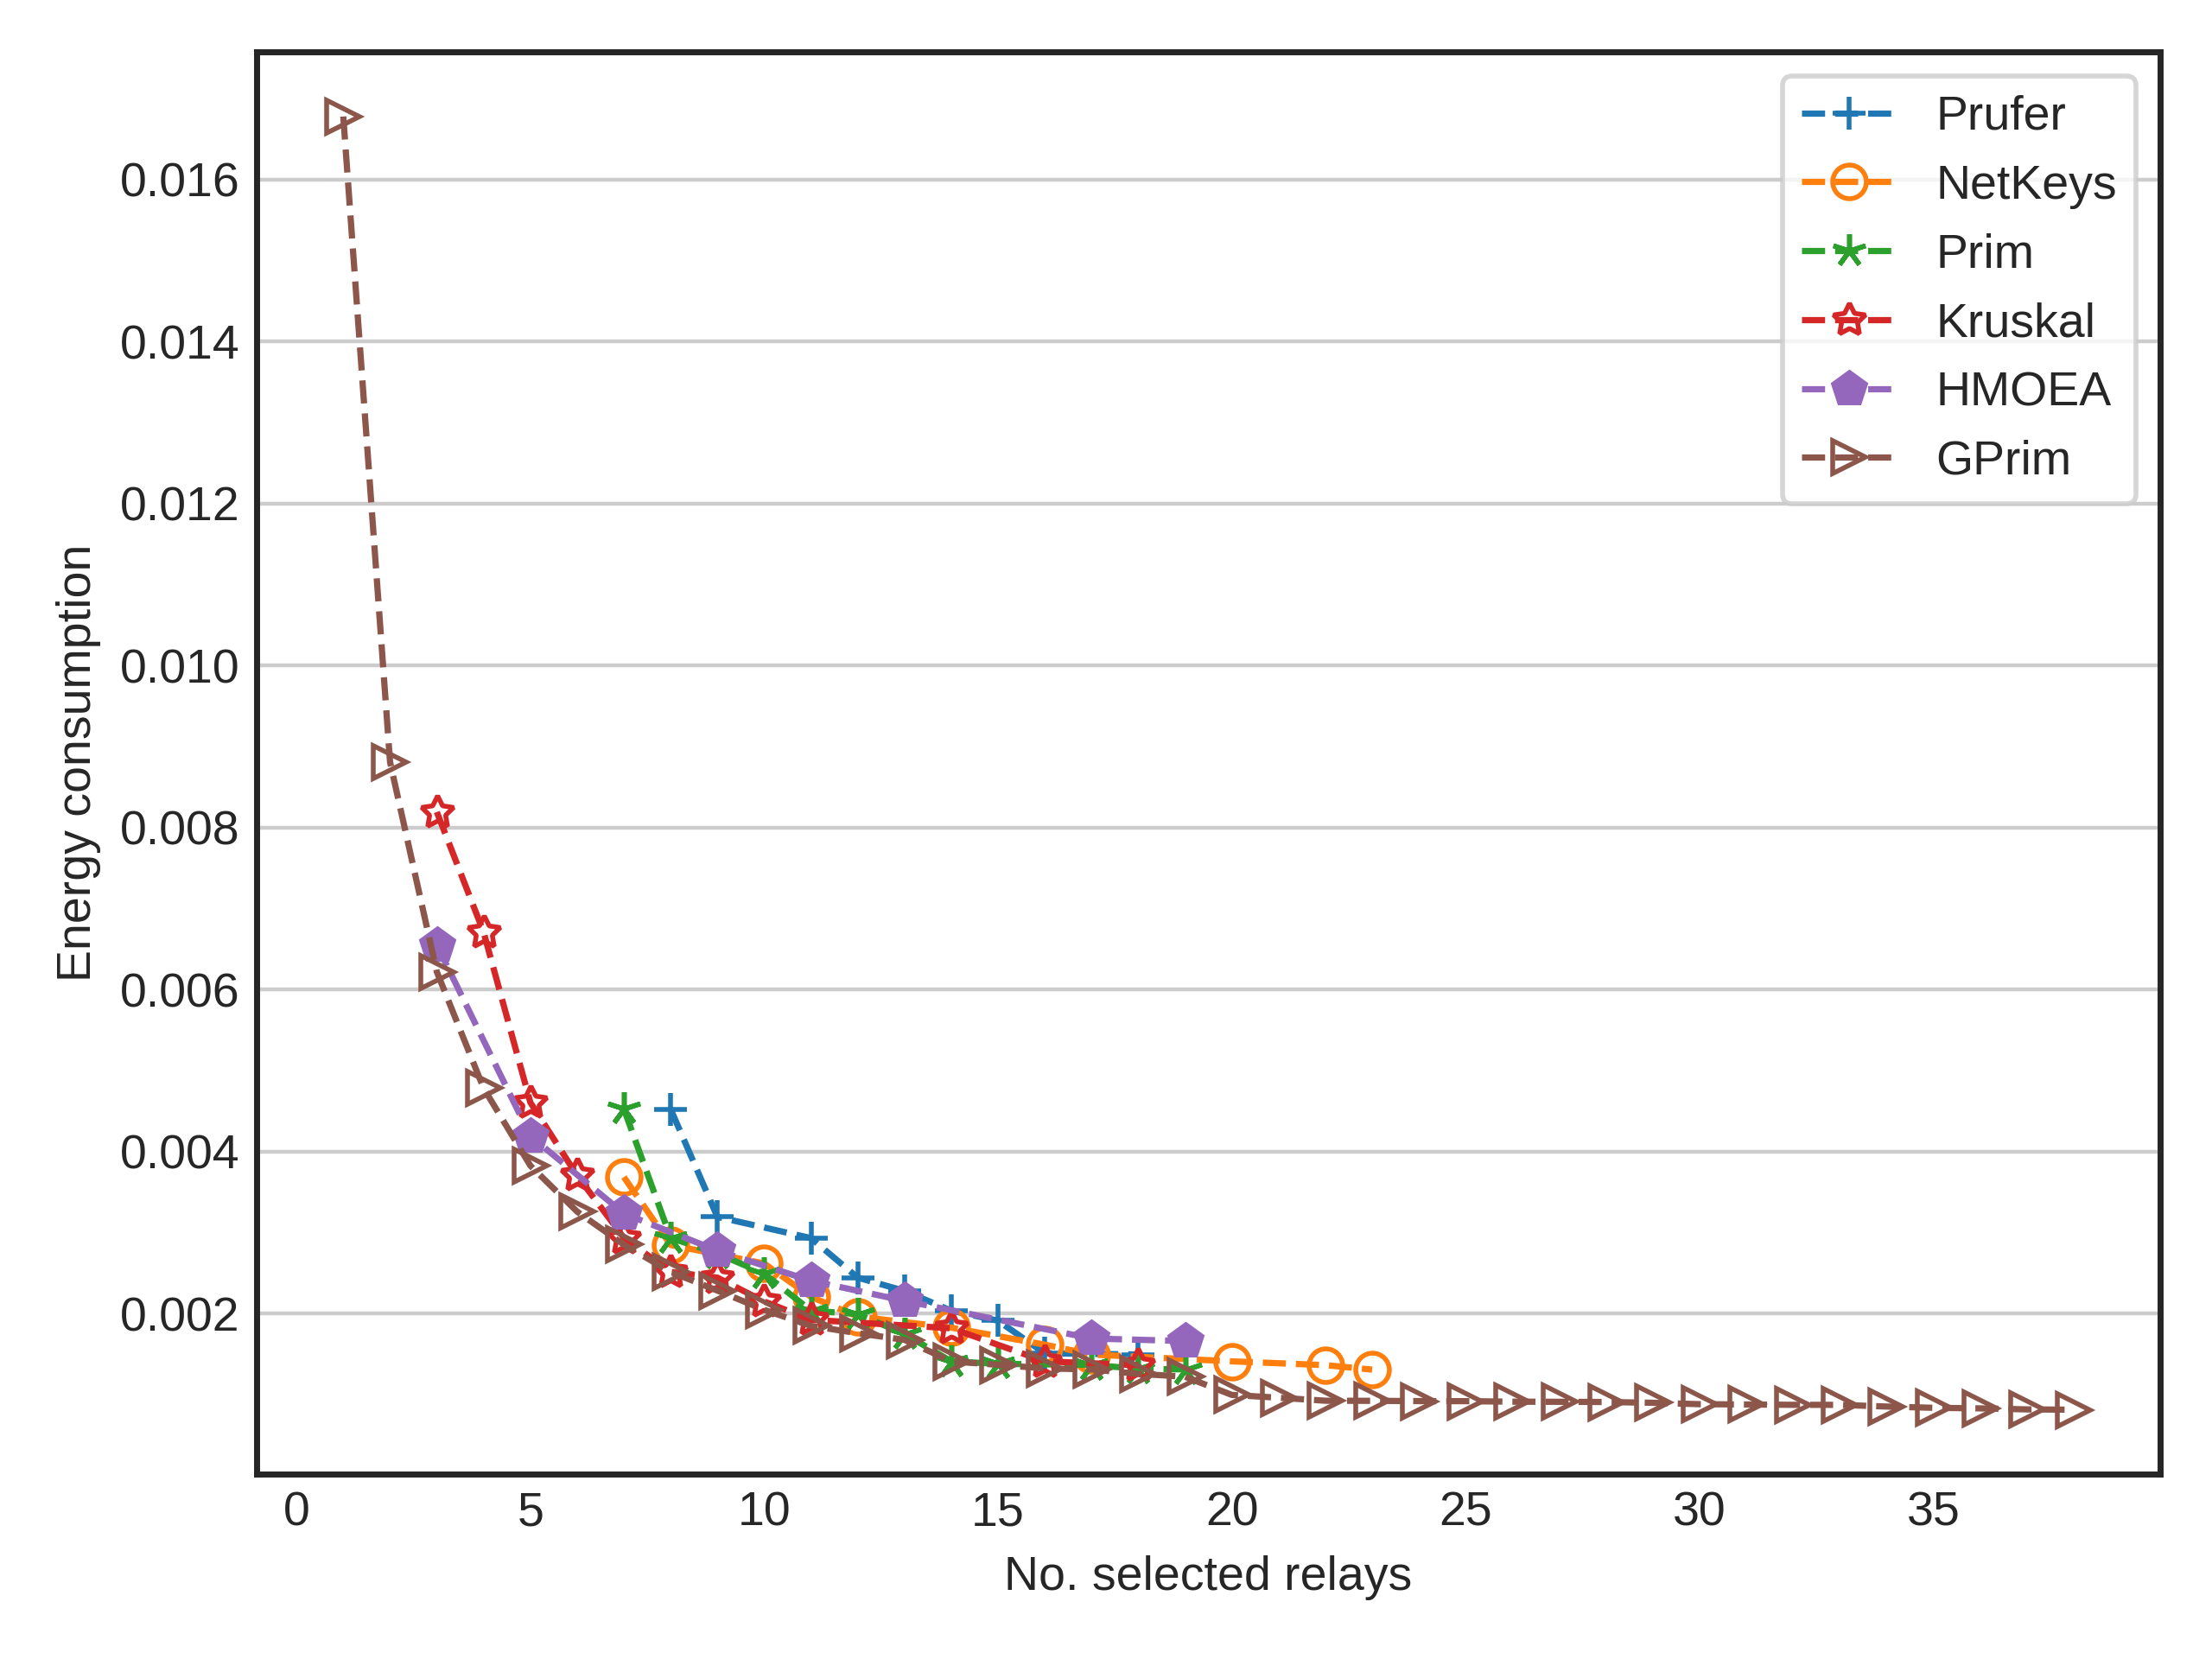 Prufer
NetKeys
Prim
Kruskal
HMOEA
GPrim
0.016
0.014
0.012
0.010
0.008
0.006
0.004
0.002
Energy consumption
0 5 10 15 20 25 30 35
No. selected relays